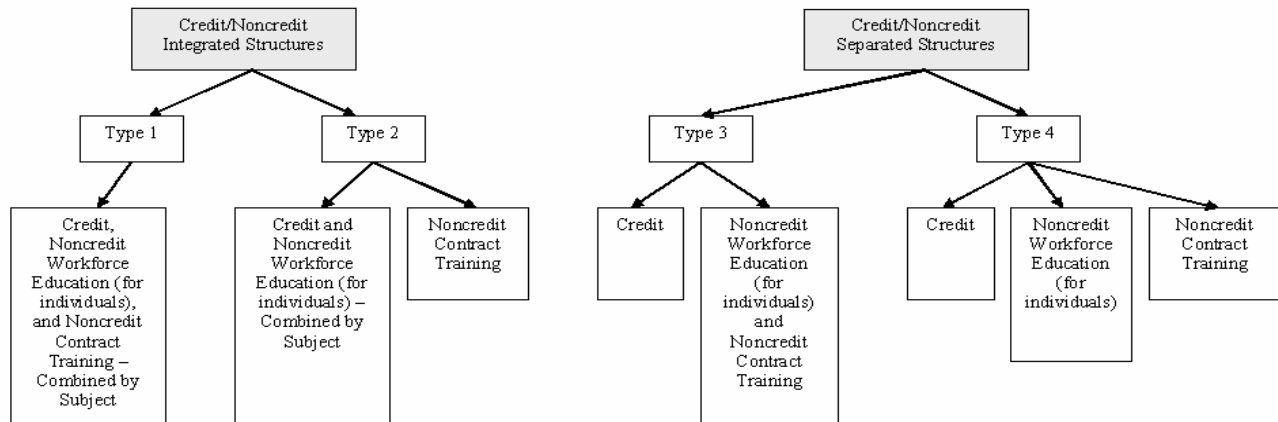 Credit/Noncredit
Integrated Structures
Credit/Noncredit
Separated Structures
Type 1
Type 2
Type 3
Type 4
Credit,
Noncredit
Workforce
Education (for
individuals),
and Noncredit
Contract
Training –
Combined by
Subject
Credit and
Noncredit
Workforce
Education (for
individuals) –
Combined by
Subject
Noncredit
Contract
Training
Credit
Noncredit
Workforce
Education
(for
individuals)
and
Noncredit
Contract
Training
Credit
Noncredit
Workforce
Education
(for
individuals)
Noncredit
Contract
Training